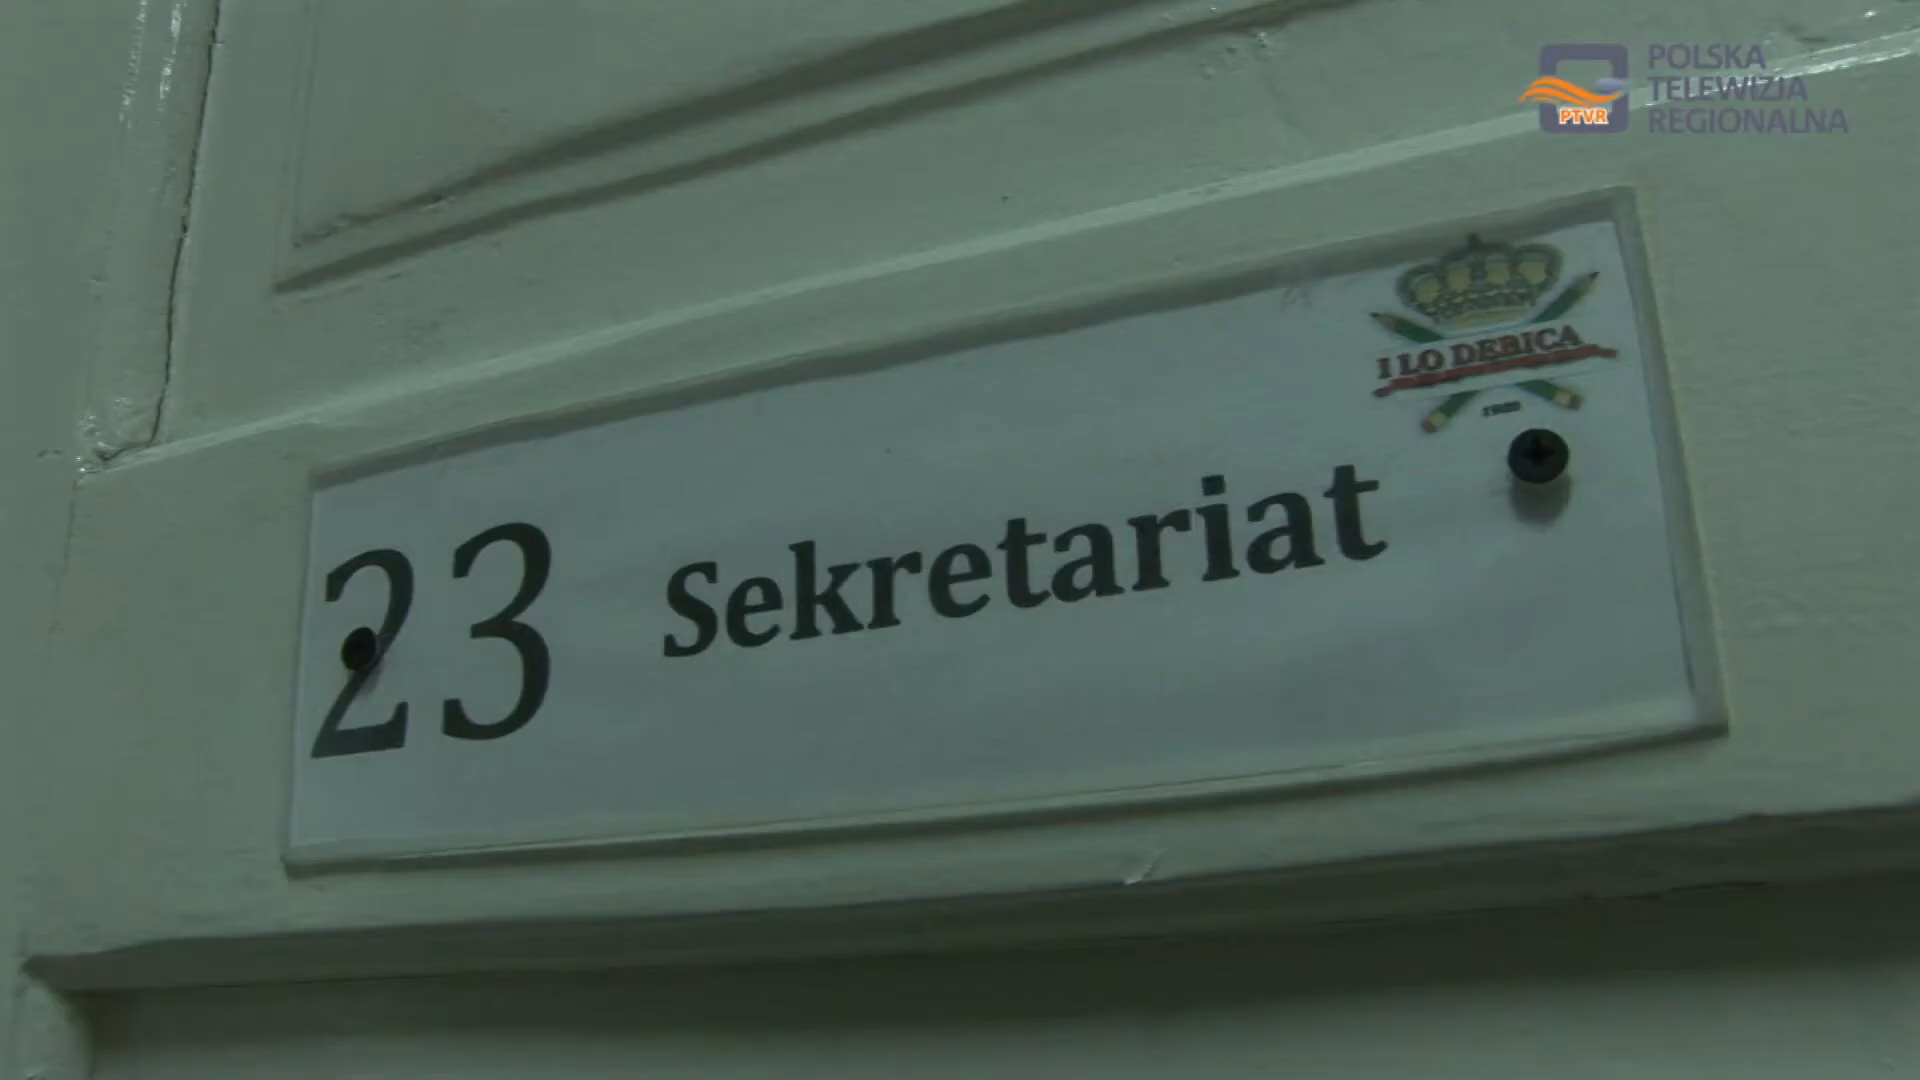 POLSKA
TELEWIZJA
REGIONALNA
PTVR
I LO DĘBICA
23 Sekretariat